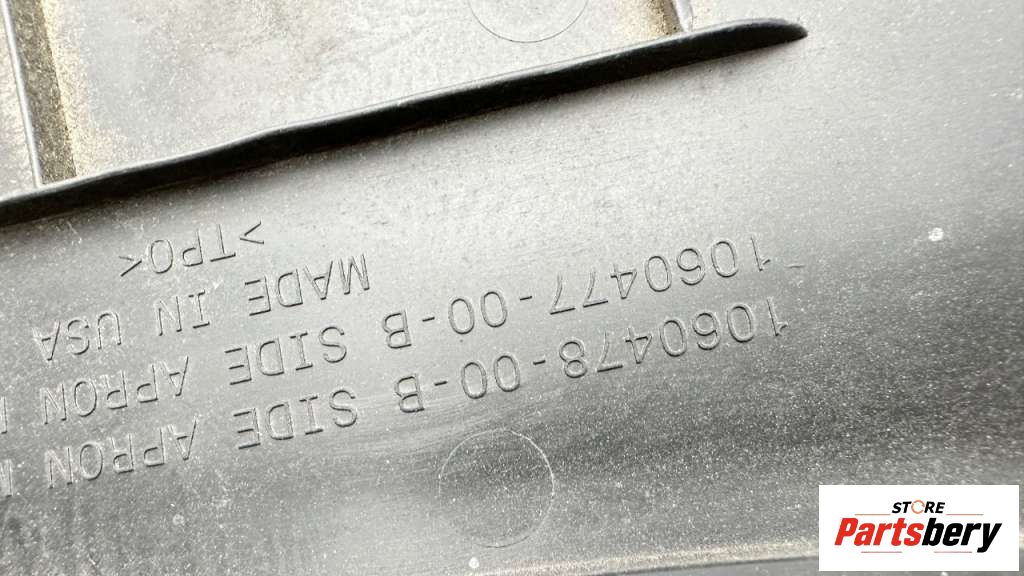 1060478-00-B SIDE APRON
1060477-00-B SIDE APRON
MADE IN USA
>TPO<
STORE
Partsbery